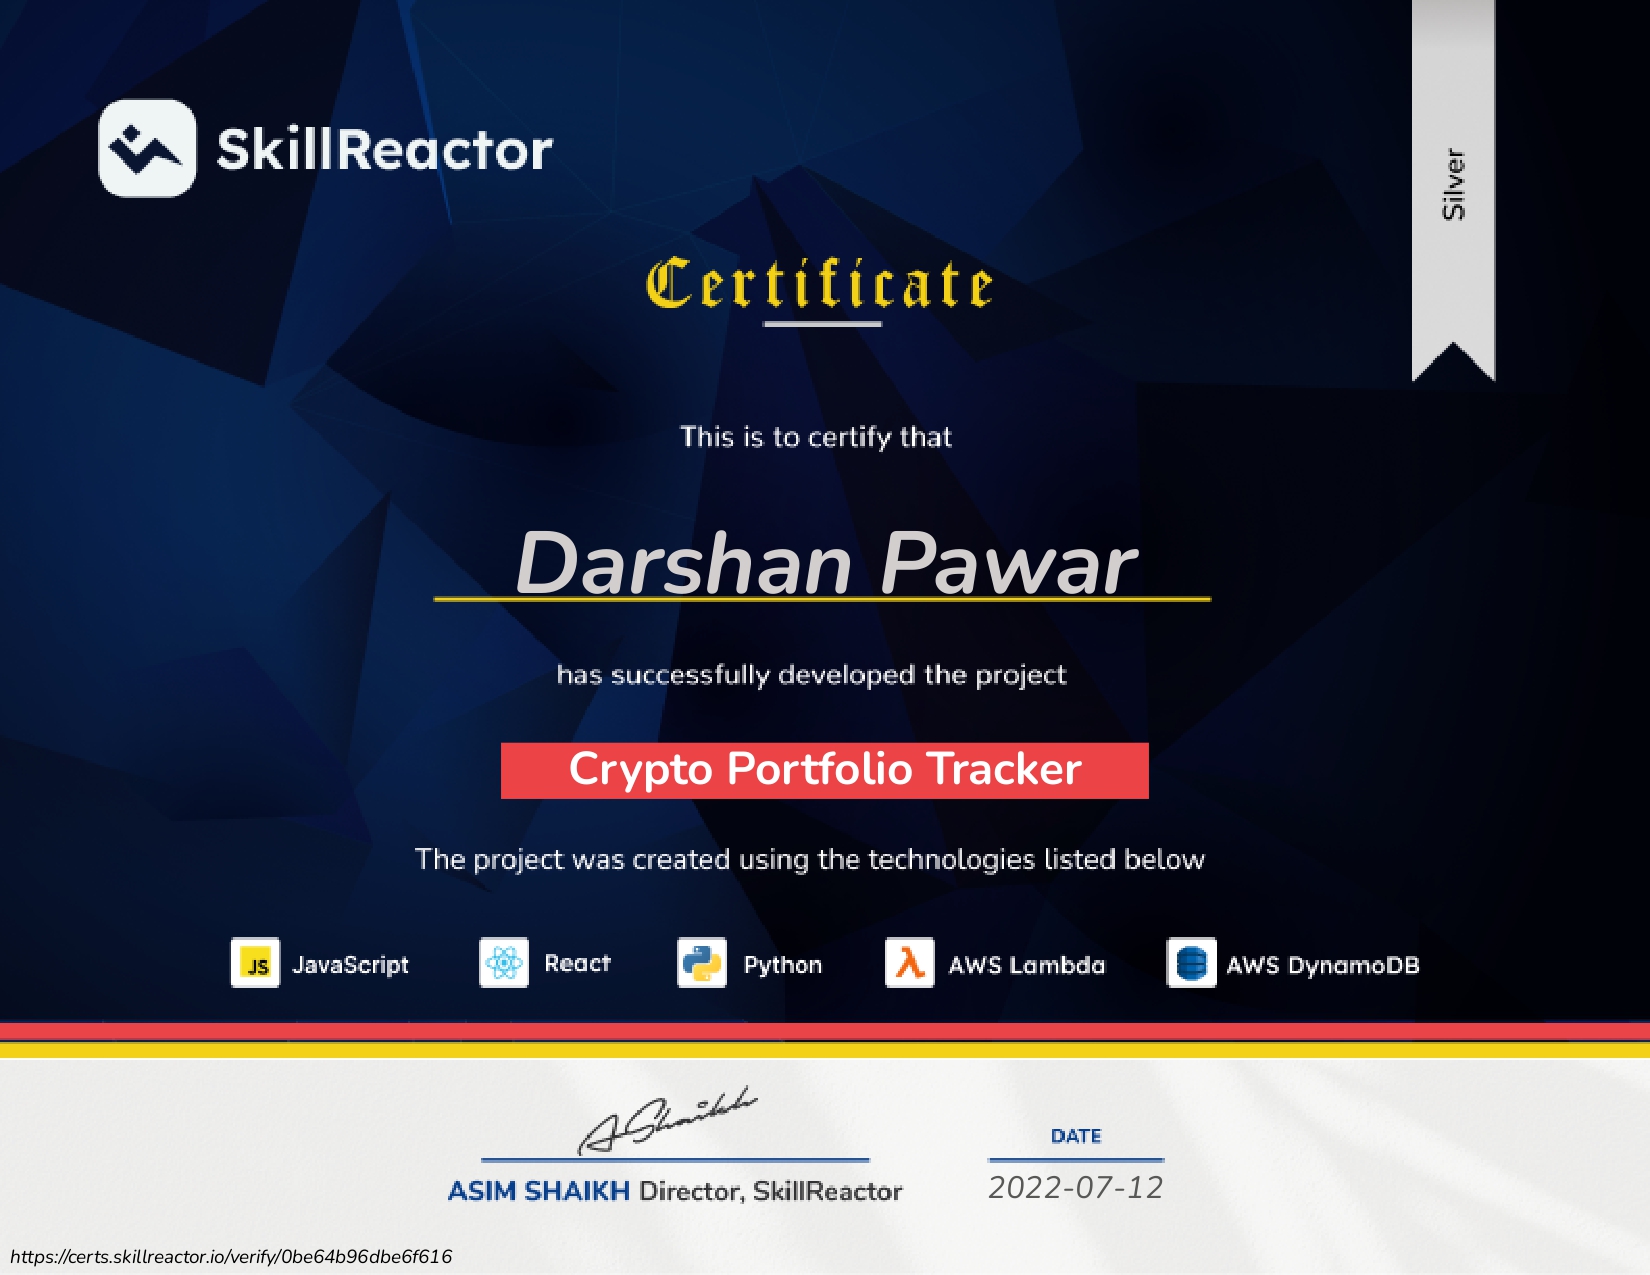 SkillReactor
Silver
Certificate
This is to certify that
Darshan Pawar
has successfully developed the project
Crypto Portfolio Tracker
The project was created using the technologies listed below
JS JavaScript React Python AWS Lambda AWS DynamoDB
A Shaikh
DATE
ASIM SHAIKH Director, SkillReactor
2022-07-12
https://certs.skillreactor.io/verify/0be64b96dbe6f616